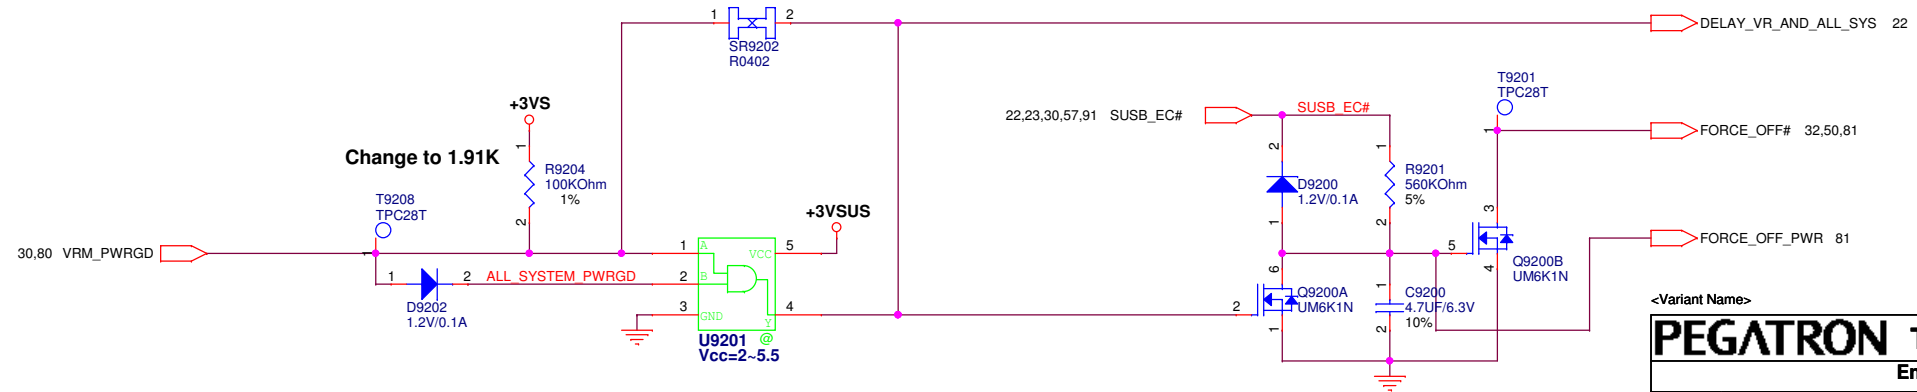 1
2
SR9202
R0402
DELAY_VR_AND_ALL_SYS 22
+3VS
Change to 1.91K
1
R9204
100KOhm
1%
2
T9208
TPC28T
1
30,80 VRM_PWRGD
1
2
ALL_SYSTEM_PWRGD
D9202
1.2V/0.1A
+3VSUS
1
A
VCC
5
2
B
3
GND
Y
4
U9201
@
Vcc=2~5.5
22,23,30,57,91 SUSB_EC#
SUSB_EC#
2
D9200
1.2V/0.1A
1
1
R9201
560KOhm
5%
2
T9201
TPC28T
1
FORCE_OFF# 32,50,81
3
5
4
Q9200B
UM6K1N
FORCE_OFF_PWR 81
6
2
1
Q9200A
UM6K1N
1
C9200
4.7UF/6.3V
10%
2
<Variant Name>
PEGATRON